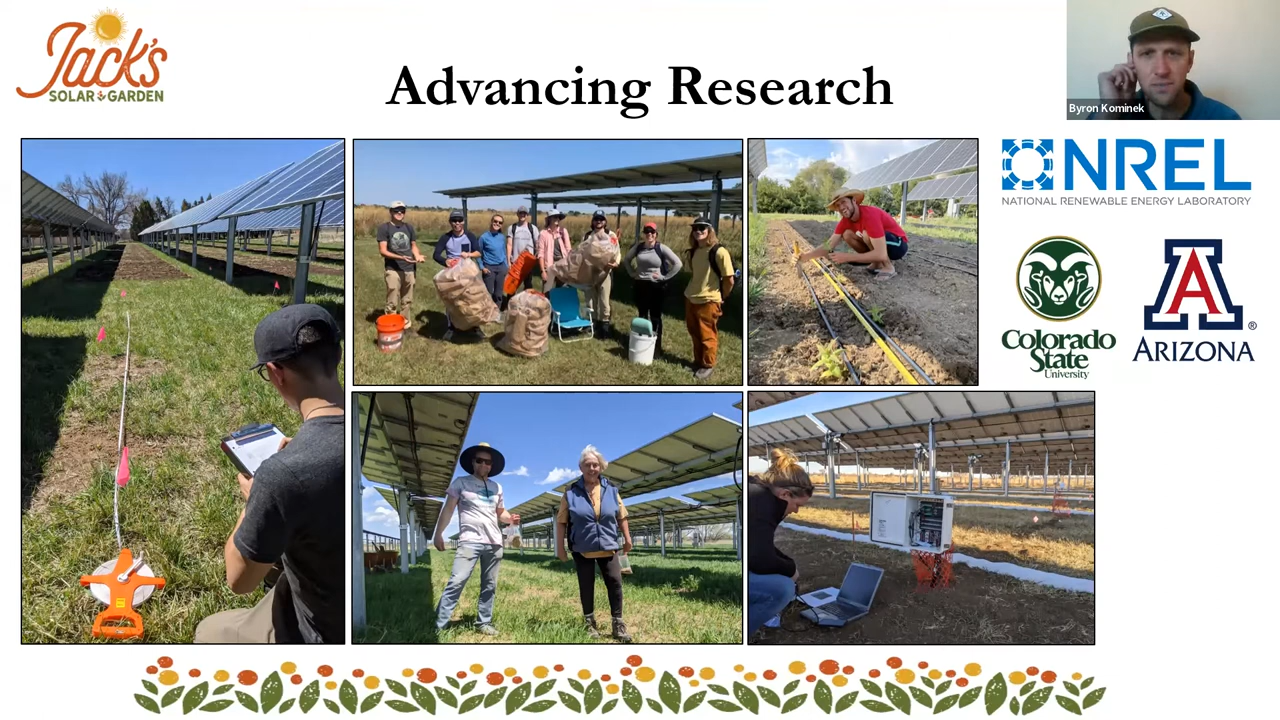 Jack's
SOLAR GARDEN
Advancing Research
Byron Kominek
NREL
NATIONAL RENEWABLE ENERGY LABORATORY
Colorado
State
University
A
ARIZONA
®